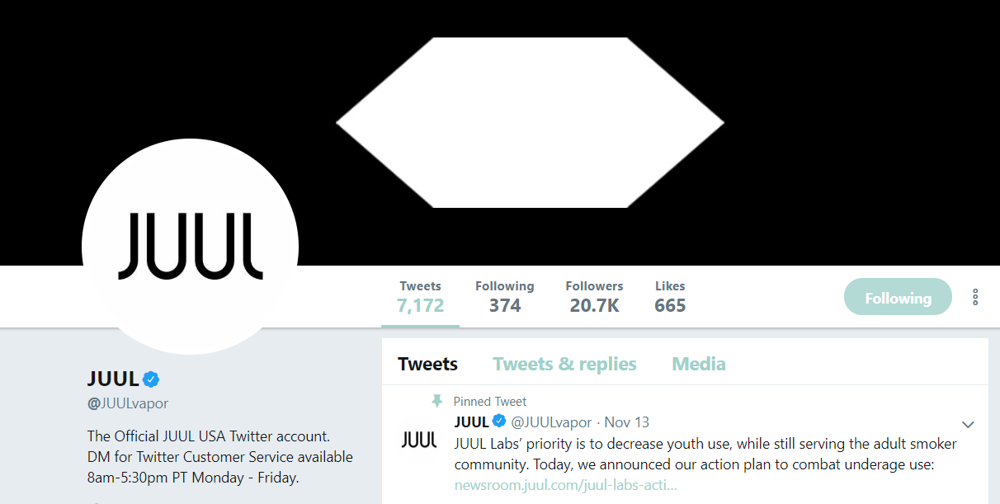 JUUL
Tweets Following Followers Likes
7,172 374 20.7K 665
Following
JUUL
@JUULvapor
The Official JUUL USA Twitter account.
DM for Twitter Customer Service available
8am-5:30pm PT Monday - Friday.
Tweets Tweets & replies Media
Pinned Tweet
JUUL
JUUL @JUULvapor · Nov 13
JUUL Labs’ priority is to decrease youth use, while still serving the adult smoker
community. Today, we announced our action plan to combat underage use:
newsroom.juul.com/juul-labs-acti…